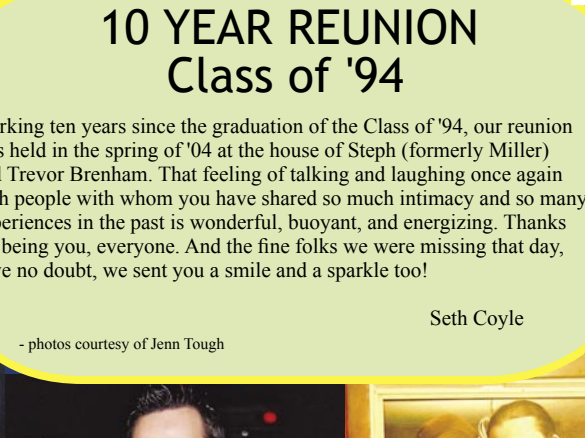 10 YEAR REUNION
Class of '94
rking ten years since the graduation of the Class of '94, our reunion
s held in the spring of '04 at the house of Steph (formerly Miller)
l Trevor Brenham. That feeling of talking and laughing once again
h people with whom you have shared so much intimacy and so many
periences in the past is wonderful, buoyant, and energizing. Thanks
being you, everyone. And the fine folks we were missing that day,
ve no doubt, we sent you a smile and a sparkle too!
Seth Coyle
- photos courtesy of Jenn Tough